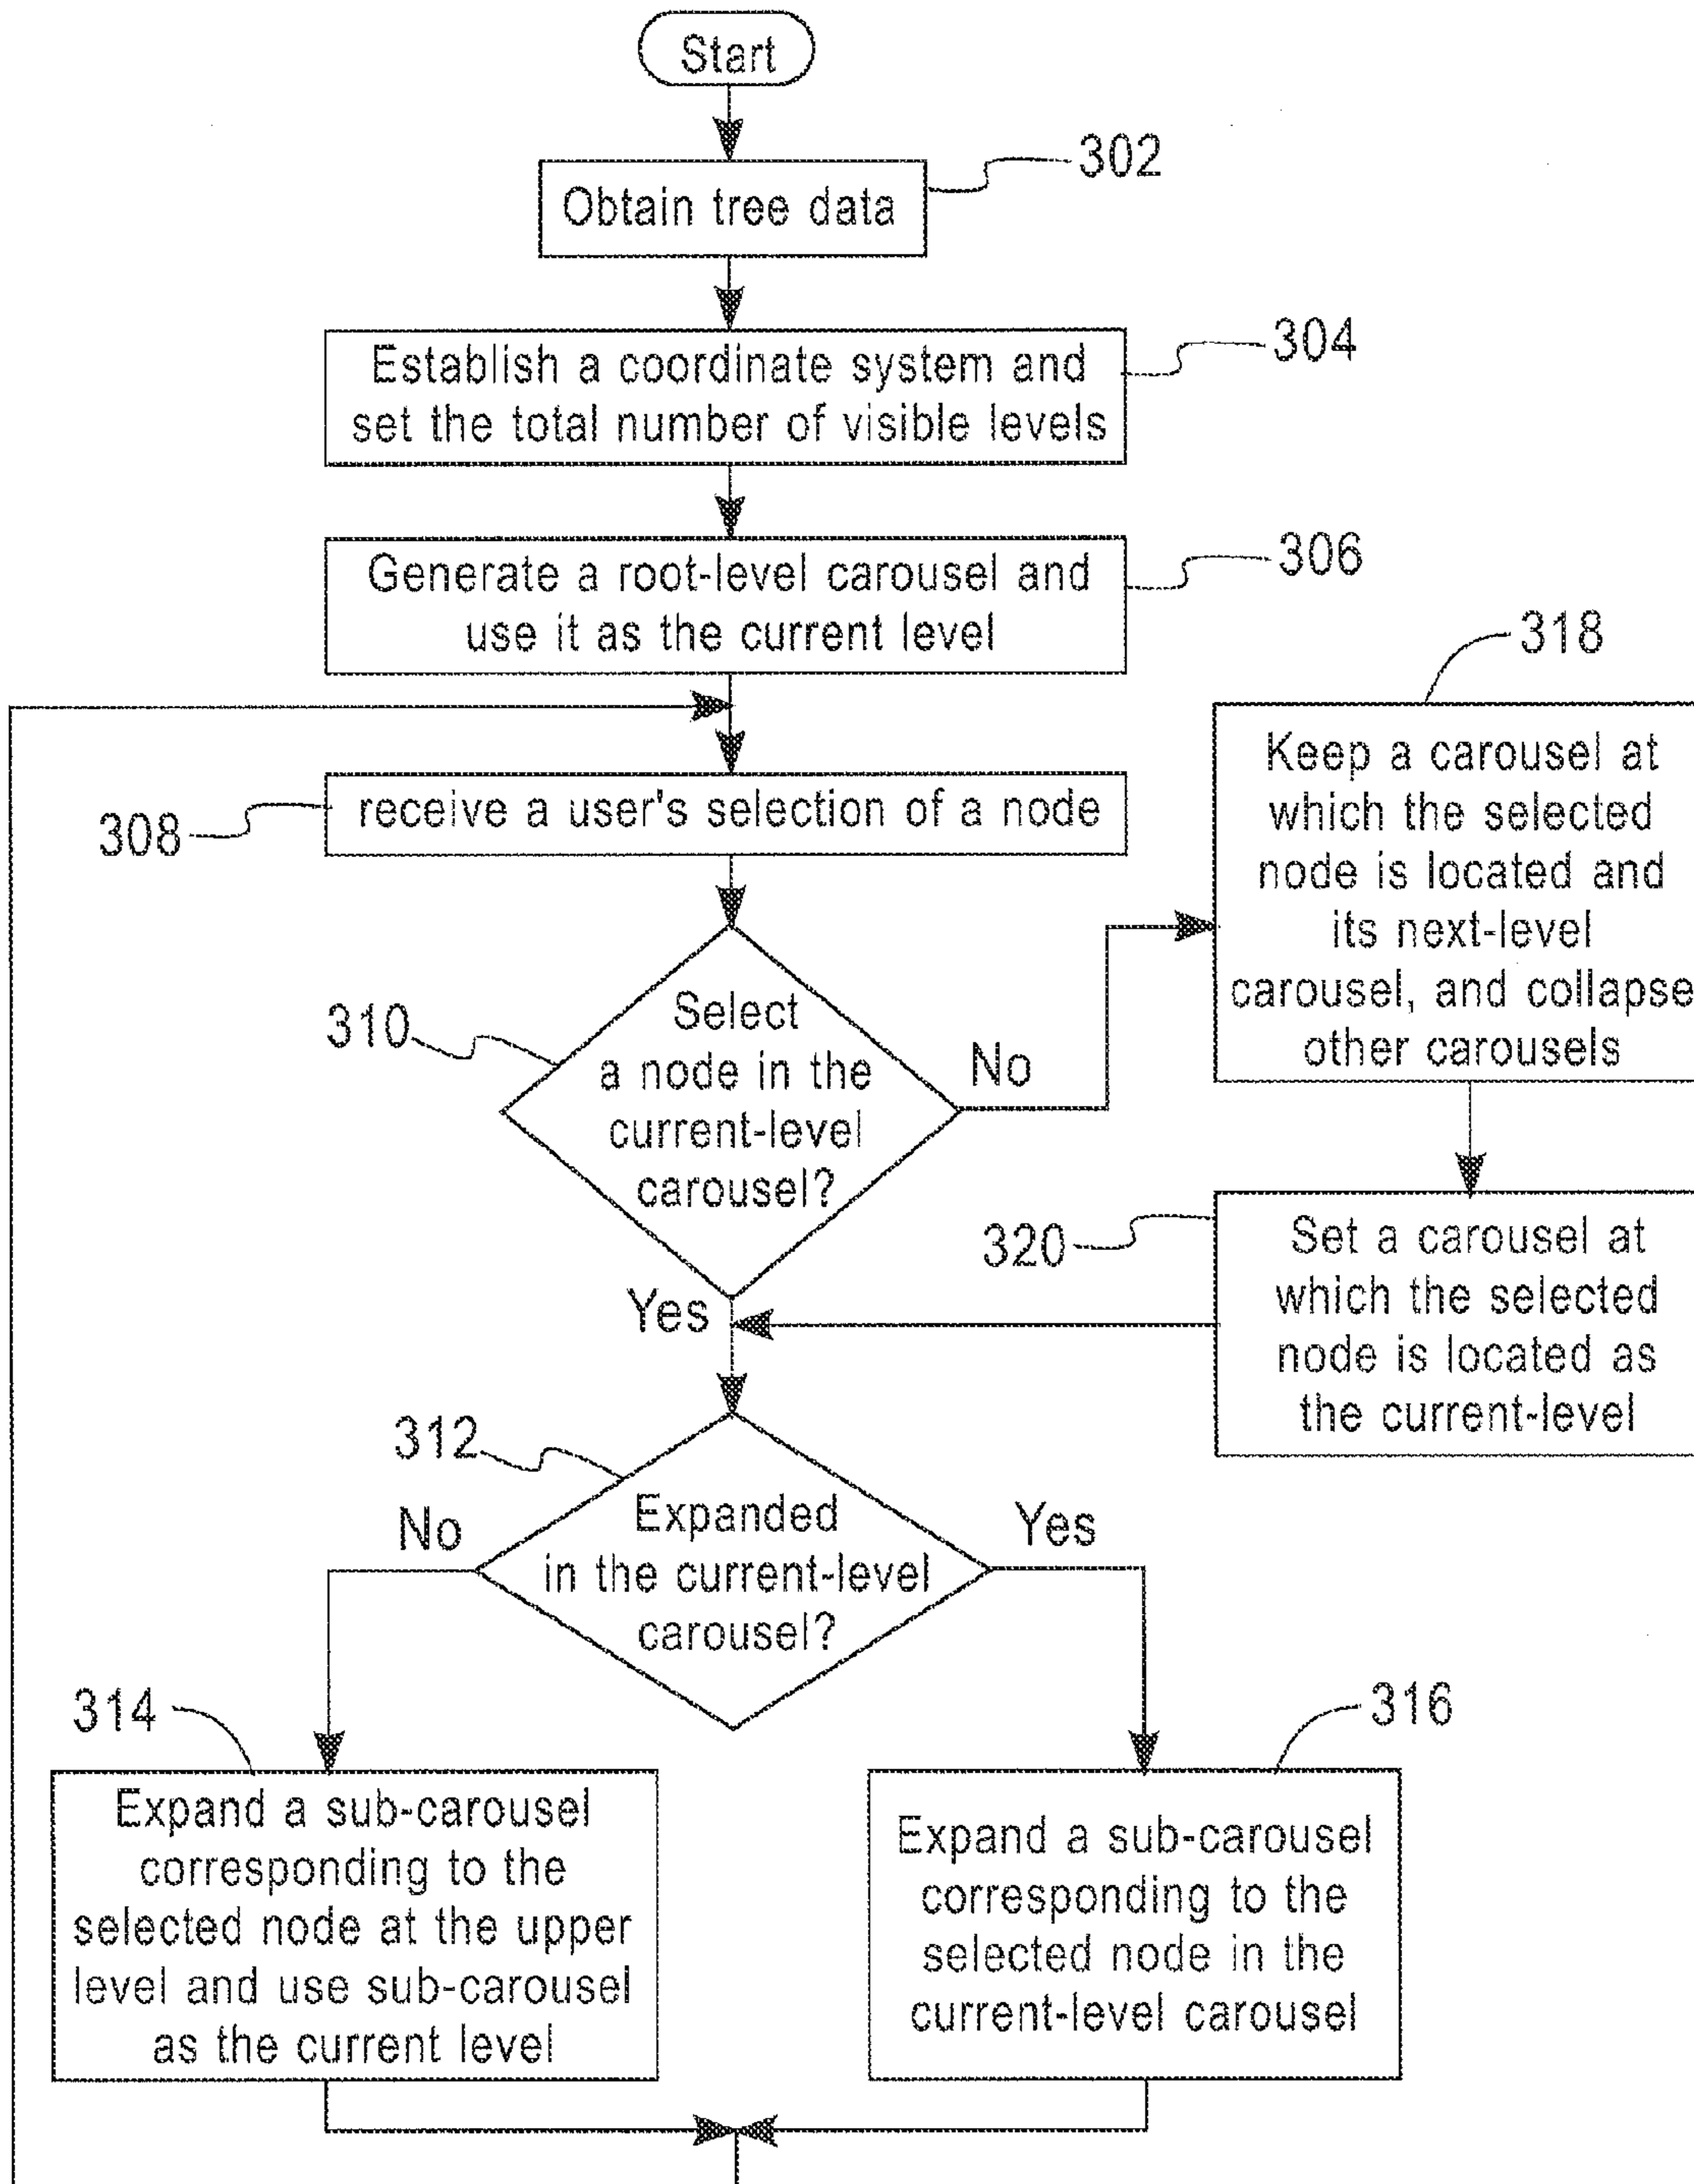 Start
302
Obtain tree data
304
Establish a coordinate system and
set the total number of visible levels
306
Generate a root-level carousel and
use it as the current level
318
Keep a carousel at
which the selected
node is located and
its next-level
carousel, and collapse
other carousels
308
receive a user's selection of a node
310
Select
a node in the
current-level
carousel?
No
Yes
320
Set a carousel at
which the selected
node is located as
the current-level
312
Expanded
in the current-level
carousel?
No
Yes
314
Expand a sub-carousel
corresponding to the
selected node at the upper
level and use sub-carousel
as the current level
316
Expand a sub-carousel
corresponding to the
selected node in the
current-level carousel